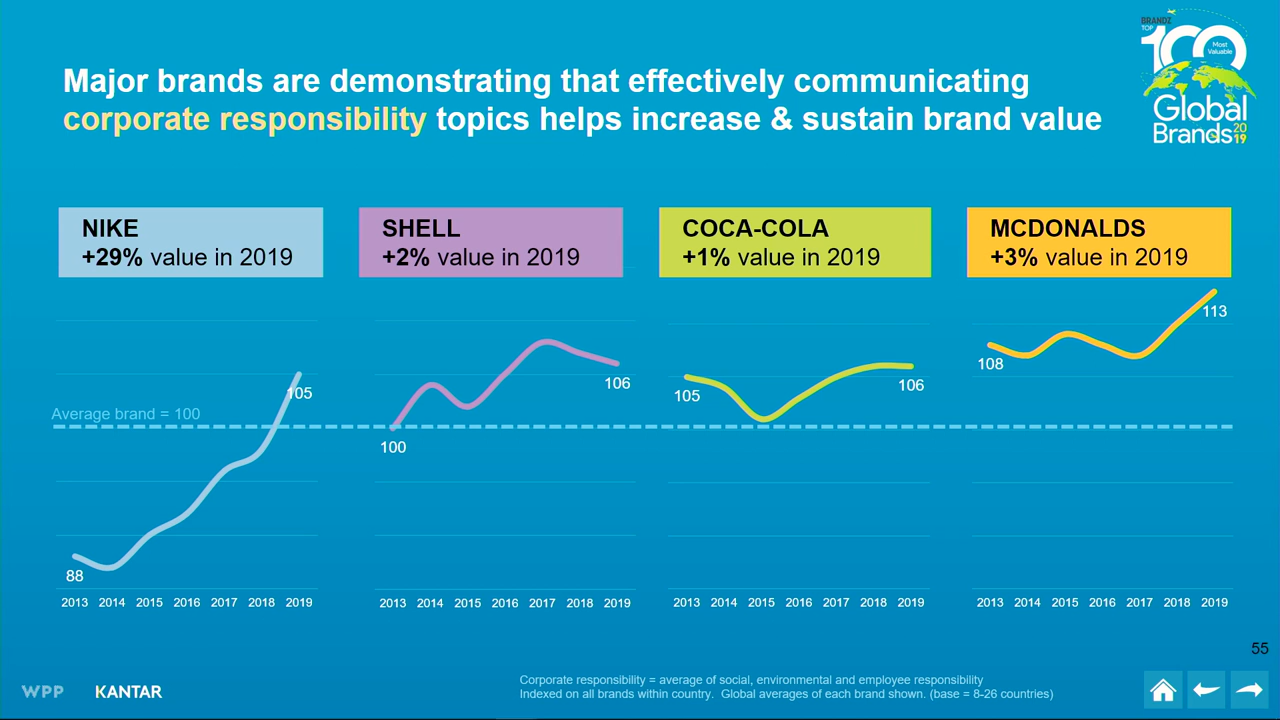 BRANDZ
TOP
100
Most
Valuable
Global
Brands 2019
Major brands are demonstrating that effectively communicating
corporate responsibility topics helps increase & sustain brand value
NIKE
+29% value in 2019
SHELL
+2% value in 2019
COCA-COLA
+1% value in 2019
MCDONALDS
+3% value in 2019
Average brand = 100
88
105
2013 2014 2015 2016 2017 2018 2019
100
106
2013 2014 2015 2016 2017 2018 2019
105
106
2013 2014 2015 2016 2017 2018 2019
108
113
2013 2014 2015 2016 2017 2018 2019
55
WPP KANTAR
Corporate responsibility = average of social, environmental and employee responsibility
Indexed on all brands within country. Global averages of each brand shown. (base = 8-26 countries)